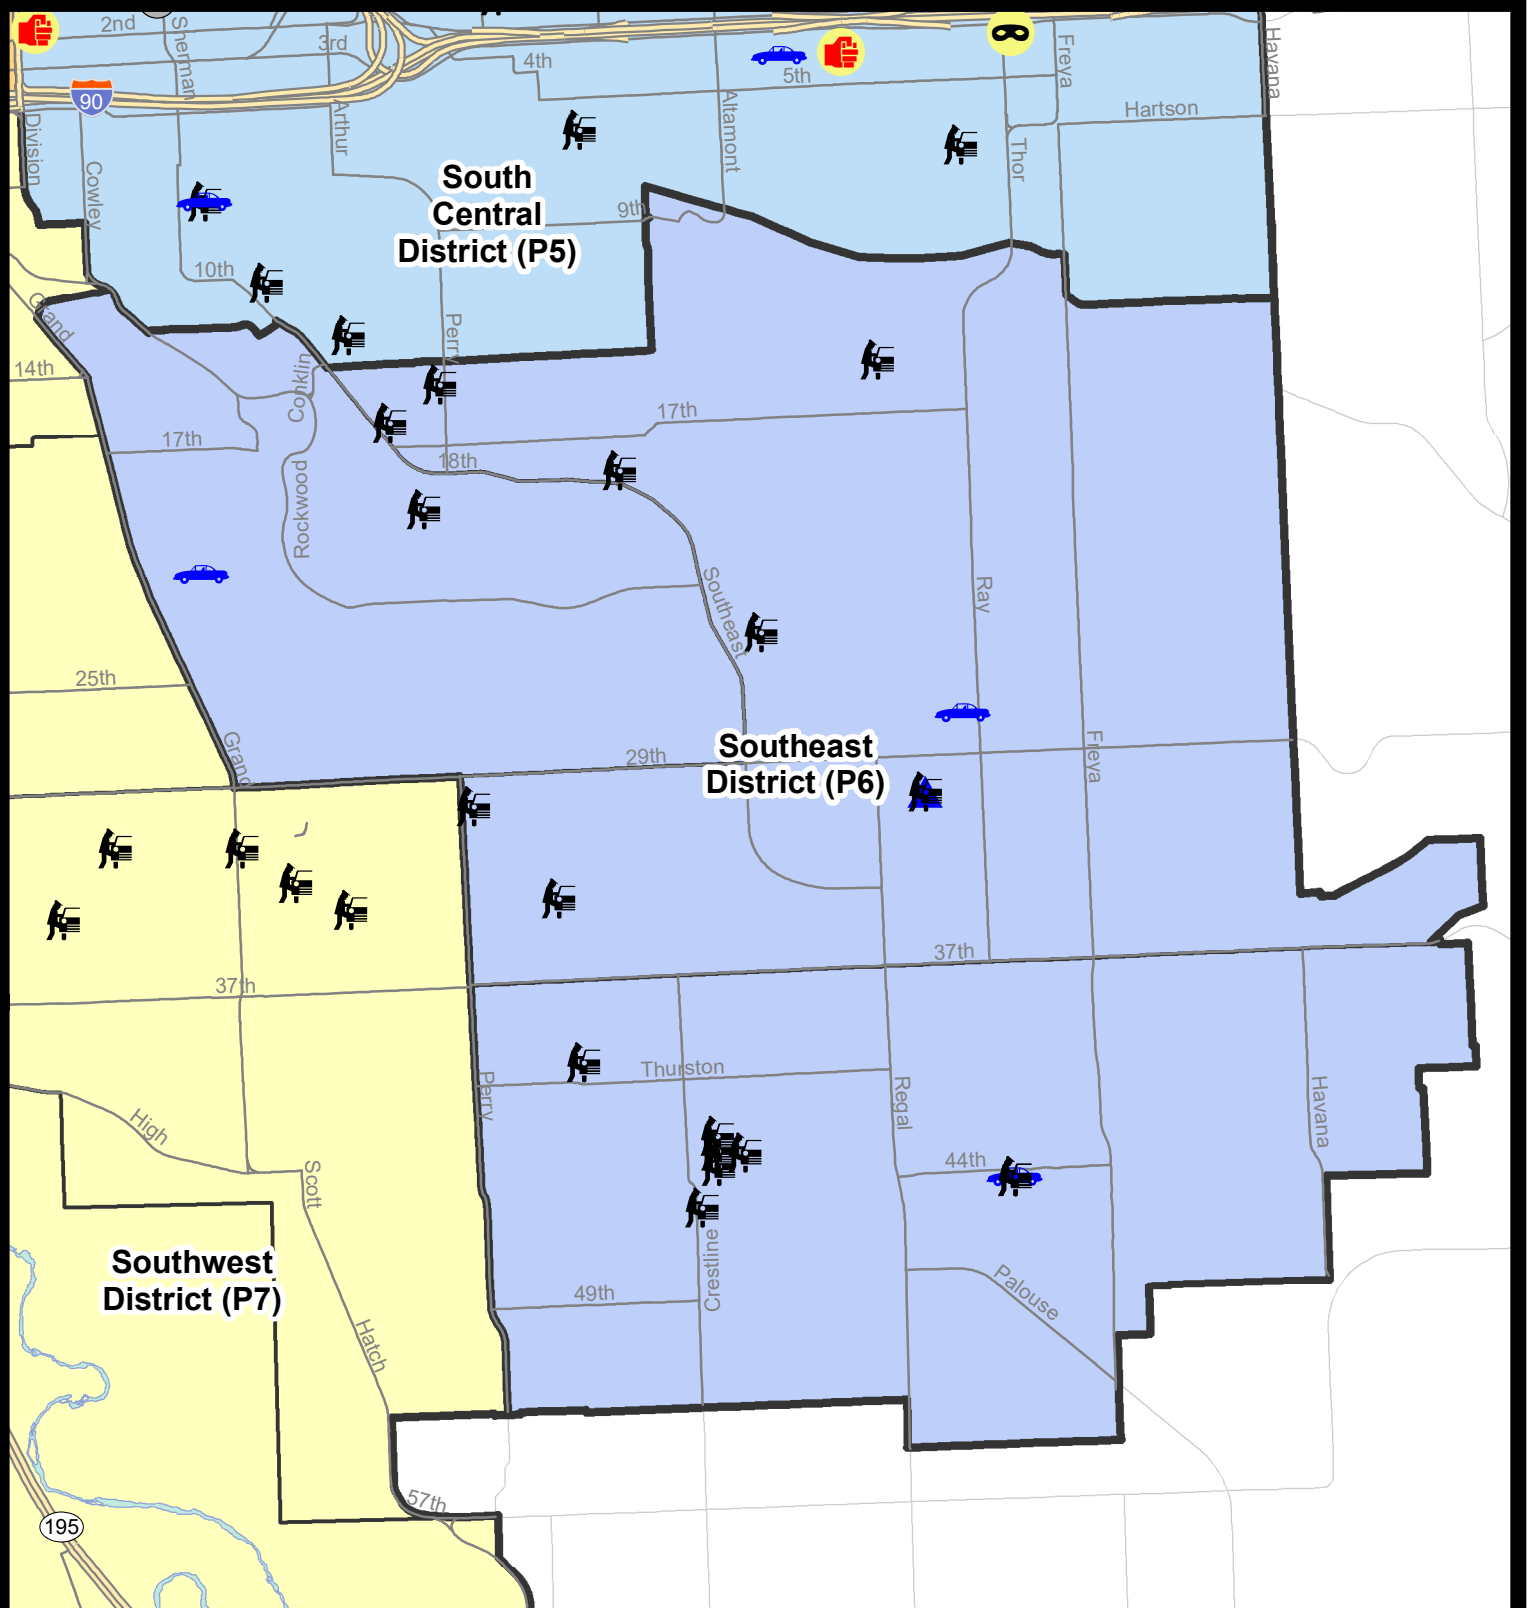 2nd
Sherman
3rd
4th
5th
Freya
Havana
90
Division
Cowley
Arthur
Altamont
Hartson
Thor
South
Central
District (P5)
9th
10th
Grand
Perry
14th
Conklin
17th
17th
18th
Rockwood
Southeast
Ray
25th
Grand
29th
Southeast
District (P6)
Freya
37th
37th
Thurston
Perry
Regal
Havana
High
44th
Scott
Crestline
Southwest
District (P7)
49th
Palouse
Hatch
57th
195